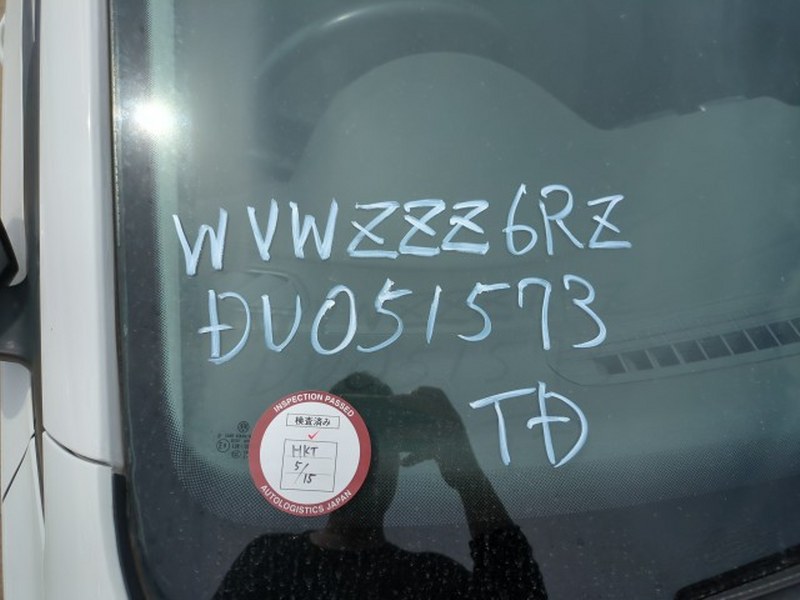 WVWZZZ6RZ
DU051573
TD
INSPECTION PASSED
検査済み
HKT
5/15
AUTOLOGISTICS JAPAN